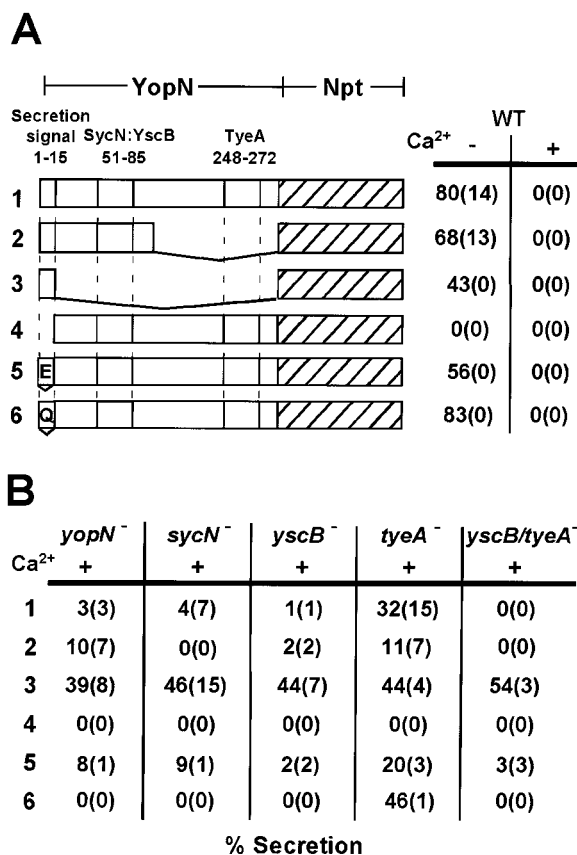 A
YopN Npt
Secretion signal 1-15
SycN:YscB 51-85
TyeA 248-272
WT
Ca2+ - +
1 80(14) 0(0)
2 68(13) 0(0)
3 43(0) 0(0)
4 0(0) 0(0)
5 E 56(0) 0(0)
6 Q 83(0) 0(0)
B
yopN- sycN- yscB- tyeA- yscB/tyeA-
Ca2+ + + + + +
1 3(3) 4(7) 1(1) 32(15) 0(0)
2 10(7) 0(0) 2(2) 11(7) 0(0)
3 39(8) 46(15) 44(7) 44(4) 54(3)
4 0(0) 0(0) 0(0) 0(0) 0(0)
5 8(1) 9(1) 2(2) 20(3) 3(3)
6 0(0) 0(0) 0(0) 46(1) 0(0)
% Secretion